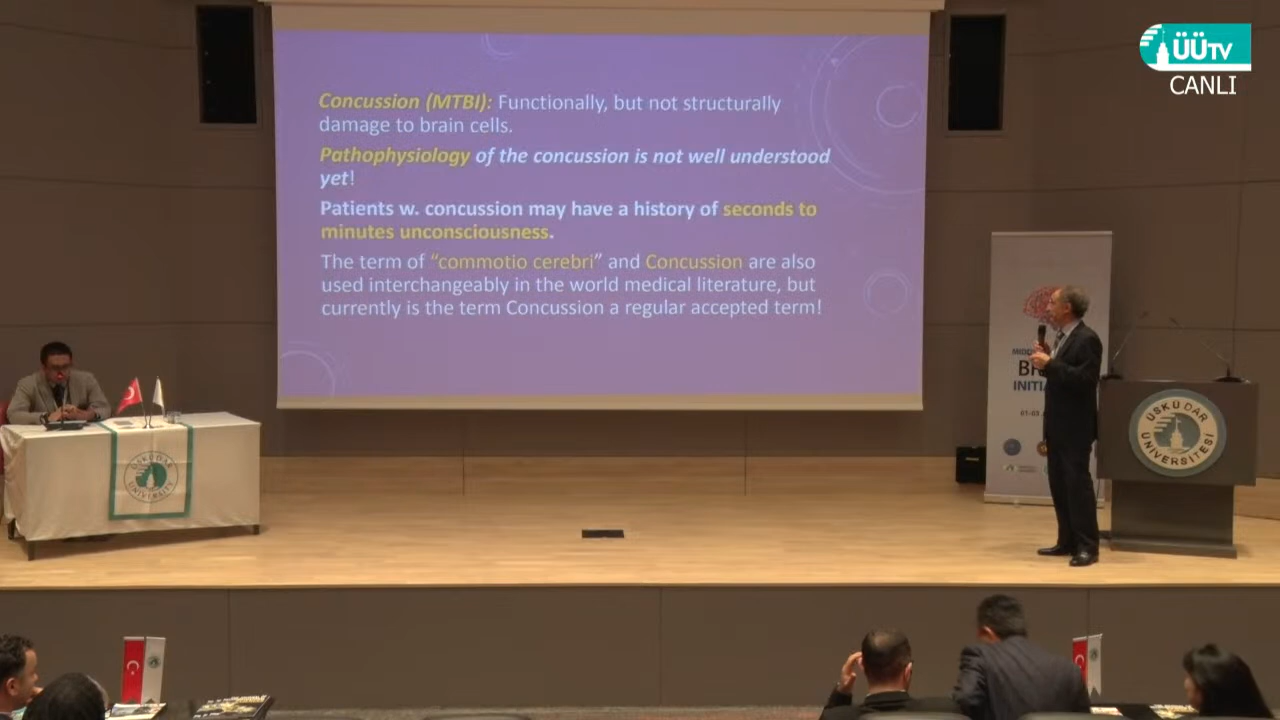 ÜÜTV
CANLI
Concussion (MTBI): Functionally, but not structurally
damage to brain cells.
Pathophysiology of the concussion is not well understood
yet!
Patients w. concussion may have a history of seconds to
minutes unconsciousness.
The term of “commotio cerebri” and Concussion are also
used interchangeably in the world medical literature, but
currently is the term Concussion a regular accepted term!
ÜSKÜDAR
ÜNİVERSİTESİ
ÜSKÜDAR
UNIVERSITY